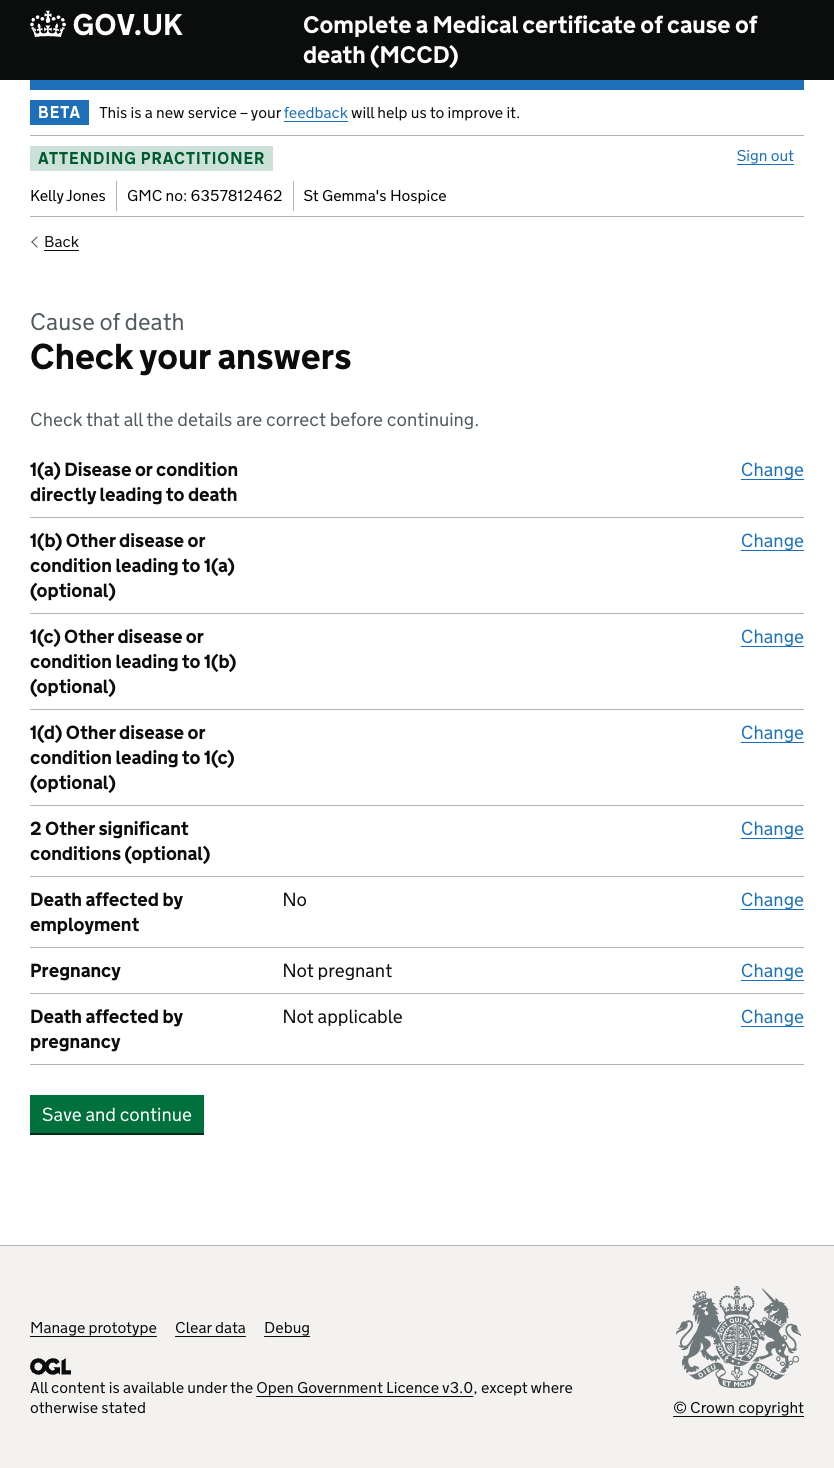 GOV.UK
Complete a Medical certificate of cause of
death (MCCD)
BETA This is a new service – your feedback will help us to improve it.
ATTENDING PRACTITIONER
Sign out
Kelly Jones GMC no: 6357812462 St Gemma's Hospice
Back
Cause of death
Check your answers
Check that all the details are correct before continuing.
1(a) Disease or condition Change
directly leading to death
1(b) Other disease or Change
condition leading to 1(a)
(optional)
1(c) Other disease or Change
condition leading to 1(b)
(optional)
1(d) Other disease or Change
condition leading to 1(c)
(optional)
2 Other significant Change
conditions (optional)
Death affected by No Change
employment
Pregnancy Not pregnant Change
Death affected by Not applicable Change
pregnancy
Save and continue
Manage prototype Clear data Debug
OGL
All content is available under the Open Government Licence v3.0, except where
otherwise stated
© Crown copyright